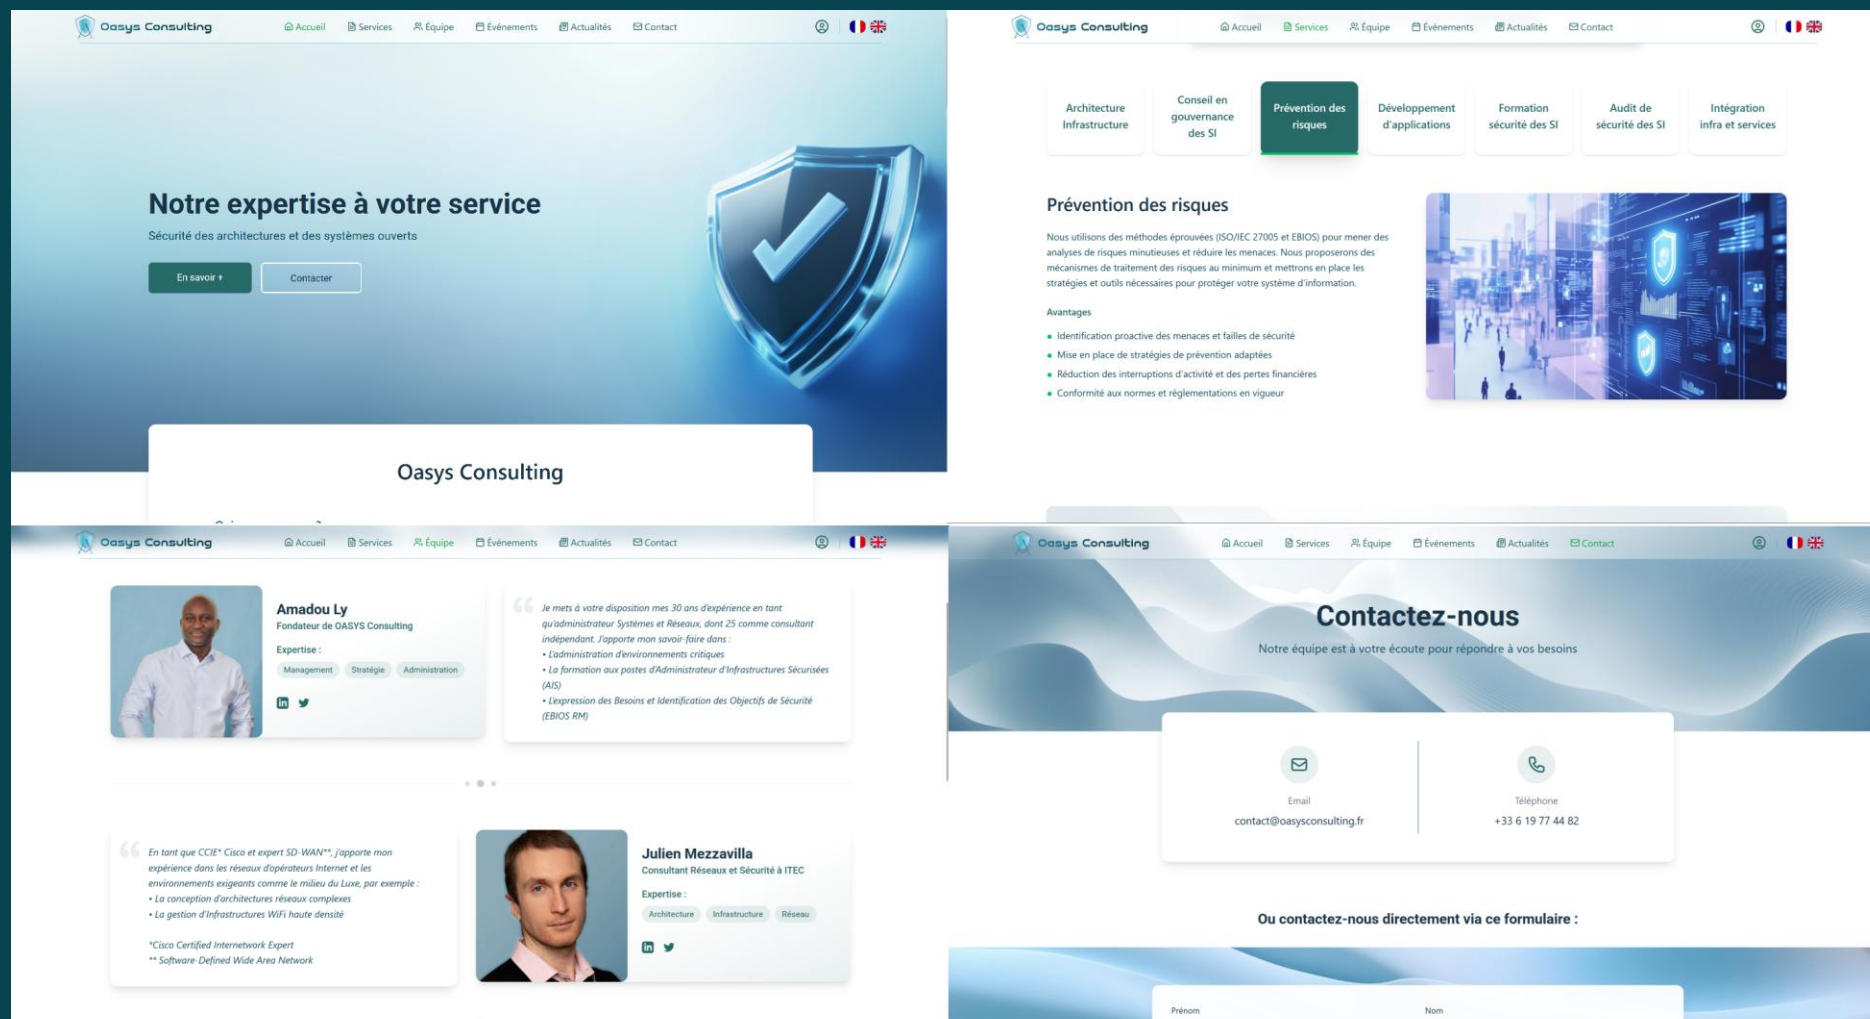 Oasys Consulting
Accueil
Services
Équipe
Événements
Actualités
Contact
Notre expertise à votre service
Sécurité des architectures et des systèmes ouverts
En savoir +
Contacter
Oasys Consulting
Oasys Consulting
Accueil
Services
Équipe
Événements
Actualités
Contact
Architecture
Infrastructure
Conseil en
gouvernance
des SI
Prévention des
risques
Développement
d'applications
Formation
sécurité des SI
Audit de
sécurité des SI
Intégration
infra et services
Prévention des risques
Nous utilisons des méthodes éprouvées (ISO/IEC 27005 et EBIOS) pour mener des
analyses de risques minutieuses et réduire les menaces. Nous proposerons des
mécanismes de traitement des risques au minimum et mettrons en place les
stratégies et outils nécessaires pour protéger votre système d'information.
Avantages
• Identification proactive des menaces et failles de sécurité
• Mise en place de stratégies de prévention adaptées
• Réduction des interruptions d'activité et des pertes financières
• Conformité aux normes et réglementations en vigueur
Oasys Consulting
Accueil
Services
Équipe
Événements
Actualités
Contact
Amadou Ly
Fondateur de OASYS Consulting
Expertise :
Management
Stratégie
Administration
Je mets à votre disposition mes 30 ans d'expérience en tant
qu'administrateur Systèmes et Réseaux, dont 25 comme consultant
indépendant. J'apporte mon savoir-faire dans :
• L'administration d'environnements critiques
• La formation aux postes d'Administrateur d'Infrastructures Sécurisées
(AIS)
• L'expression des Besoins et Identification des Objectifs de Sécurité
(EBIOS RM)
En tant que CCIE* Cisco et expert SD-WAN**, j'apporte mon
expérience dans les réseaux d'opérateurs Internet et les
environnements exigeants comme le milieu du Luxe, par exemple :
• La conception d'architectures réseaux complexes
• La gestion d'Infrastructures WiFi haute densité
*Cisco Certified Internetwork Expert
** Software-Defined Wide Area Network
Julien Mezzavilla
Consultant Réseaux et Sécurité à ITEC
Expertise :
Architecture
Infrastructure
Réseau
Oasys Consulting
Accueil
Services
Équipe
Événements
Actualités
Contact
Contactez-nous
Notre équipe est à votre écoute pour répondre à vos besoins
Email
contact@oasysconsulting.fr
Téléphone
+33 6 19 77 44 82
Ou contactez-nous directement via ce formulaire :
Prénom
Nom